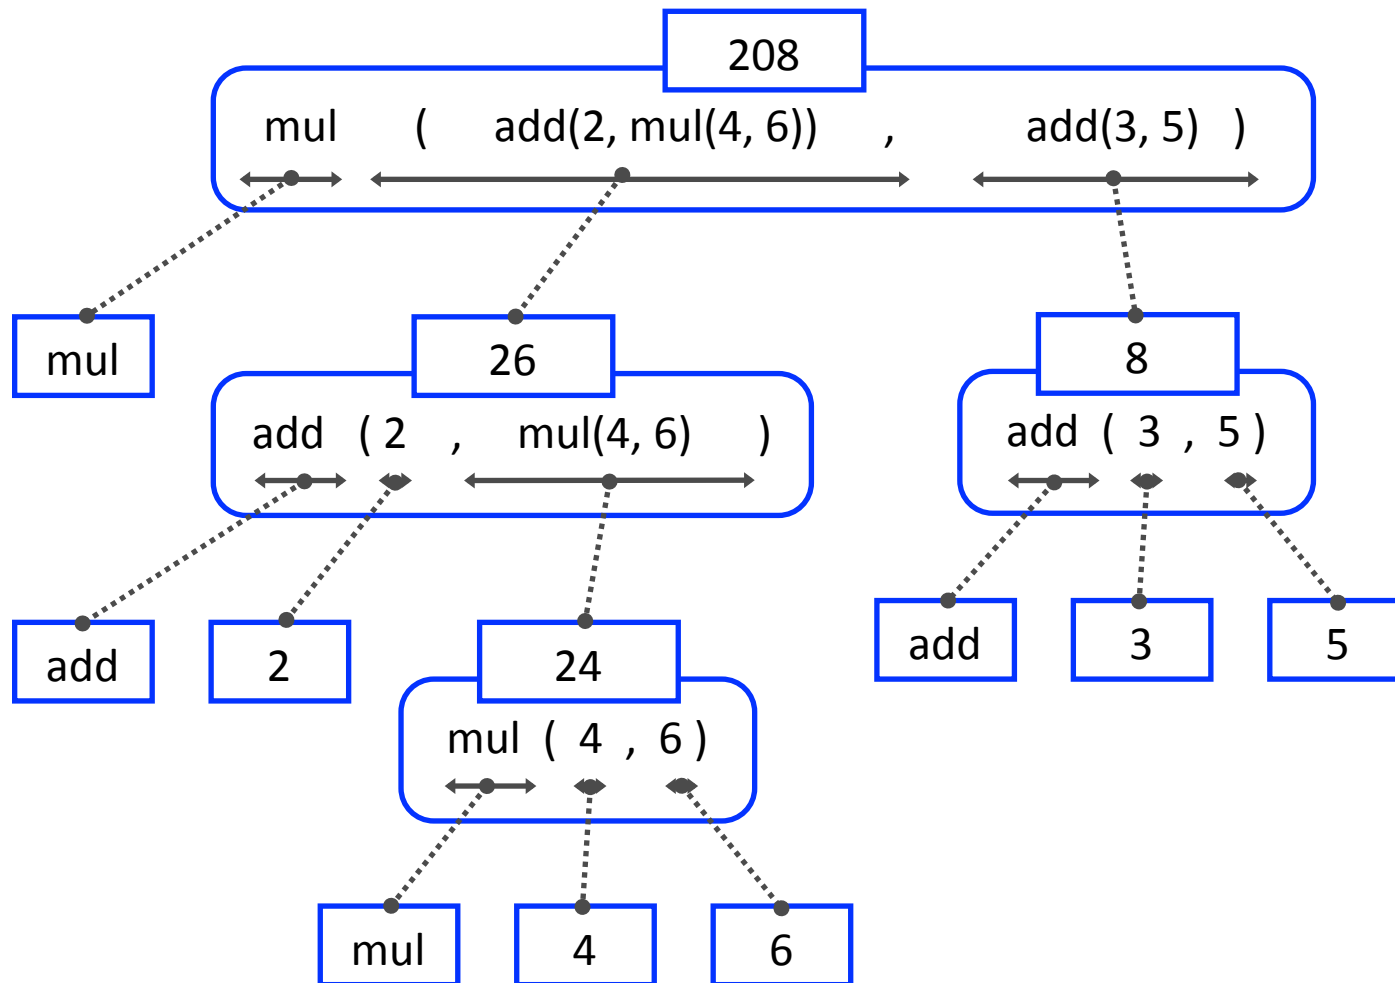 208
mul ( add(2, mul(4, 6)) , add(3, 5) )
mul
26
8
add ( 2 , mul(4, 6) )
add ( 3 , 5 )
add
2
24
add
3
5
mul ( 4 , 6 )
mul
4
6